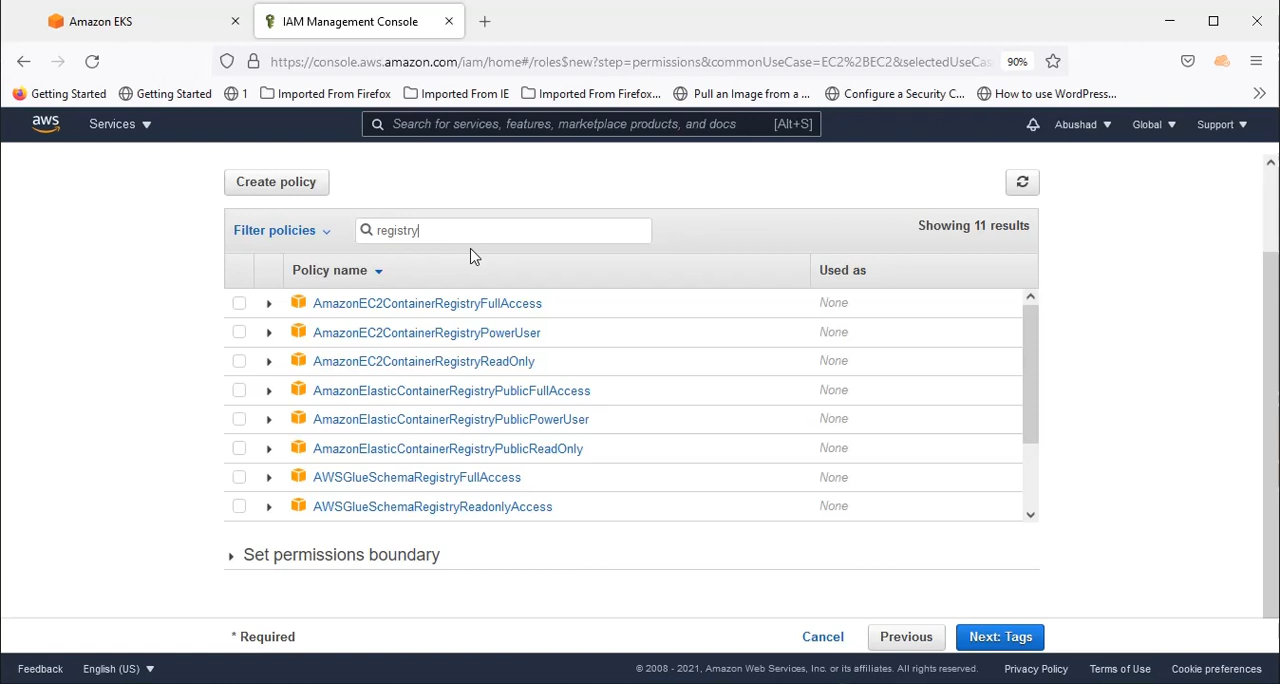 Amazon EKS
IAM Management Console
https://console.aws.amazon.com/iam/home#/roles$new?step=permissions&commonUseCase=EC2%2BEC2&selectedUseCas
90%
Getting Started
Getting Started
1
Imported From Firefox
Imported From IE
Imported From Firefox...
Pull an Image from a ...
Configure a Security C...
How to use WordPress...
aws
Services
Search for services, features, marketplace products, and docs
[Alt+S]
Abushad
Global
Support
Create policy
Filter policies
registry
Showing 11 results
Policy name
Used as
AmazonEC2ContainerRegistryFullAccess
None
AmazonEC2ContainerRegistryPowerUser
None
AmazonEC2ContainerRegistryReadOnly
None
AmazonElasticContainerRegistryPublicFullAccess
None
AmazonElasticContainerRegistryPublicPowerUser
None
AmazonElasticContainerRegistryPublicReadOnly
None
AWSGlueSchemaRegistryFullAccess
None
AWSGlueSchemaRegistryReadonlyAccess
None
Set permissions boundary
* Required
Cancel
Previous
Next: Tags
Feedback
English (US)
© 2008 - 2021, Amazon Web Services, Inc. or its affiliates. All rights reserved.
Privacy Policy
Terms of Use
Cookie preferences